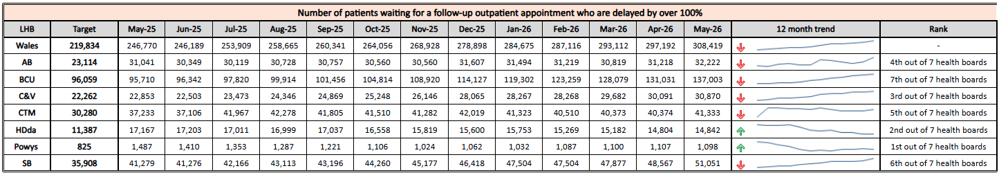 Number of patients waiting for a follow-up outpatient appointment who are delayed by over 100%
LHB Target May-25 Jun-25 Jul-25 Aug-25 Sep-25 Oct-25 Nov-25 Dec-25 Jan-26 Feb-26 Mar-26 Apr-26 May-26 12 month trend Rank
Wales 219,834 246,770 246,189 253,909 258,665 260,341 264,056 268,928 278,898 284,675 287,116 293,112 297,192 308,419 -
AB 23,114 31,041 30,349 30,119 30,728 30,757 30,560 30,560 31,607 31,494 31,219 30,819 31,218 32,222 4th out of 7 health boards
BCU 96,059 95,710 96,342 97,820 99,914 101,456 104,814 108,920 114,127 119,302 123,259 128,079 131,031 137,003 7th out of 7 health boards
C&V 22,262 22,853 22,503 23,473 24,346 24,869 25,248 26,146 28,065 28,267 28,268 29,682 30,091 30,870 3rd out of 7 health boards
CTM 30,280 37,233 37,106 41,967 42,278 41,805 41,510 41,282 42,019 41,323 40,510 40,373 40,374 41,333 5th out of 7 health boards
HDda 11,387 17,167 17,203 17,011 16,999 17,037 16,558 15,819 15,600 15,753 15,269 15,182 14,804 14,842 2nd out of 7 health boards
Powys 825 1,487 1,410 1,353 1,287 1,221 1,106 1,024 1,062 1,032 1,087 1,100 1,107 1,098 1st out of 7 health boards
SB 35,908 41,279 41,276 42,166 43,113 43,196 44,260 45,177 46,418 47,504 47,504 47,877 48,567 51,051 6th out of 7 health boards